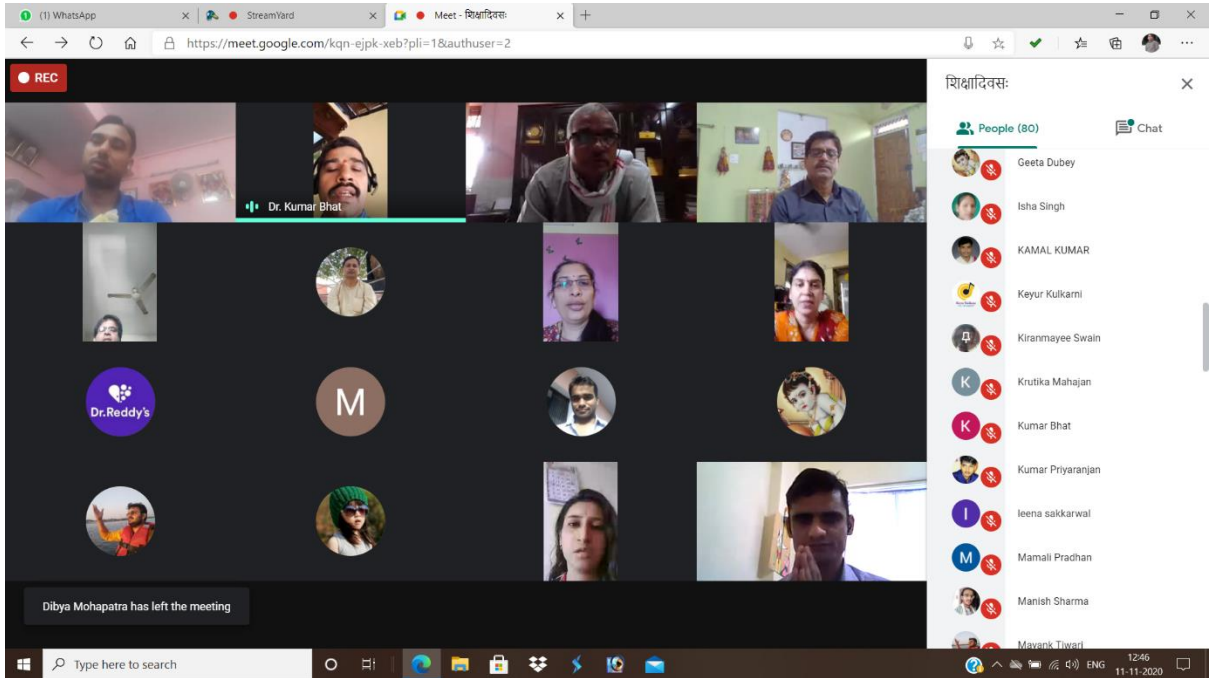 (1) WhatsApp
StreamYard
Meet - शिक्षादिवसः
https://meet.google.com/kqn-ejpk-xeb?pli=1&authuser=2
REC
Dr. Kumar Bhat
Dr.Reddy's
M
Dibya Mohapatra has left the meeting
शिक्षादिवसः
People (80)
Chat
Geeta Dubey
Isha Singh
KAMAL KUMAR
Keyur Kulkarni
Kiranmayee Swain
K Krutika Mahajan
K Kumar Bhat
Kumar Priyaranjan
l leena sakkarwal
M Mamali Pradhan
Manish Sharma
Mayank Tiwari
Type here to search
ENG
12:46
11-11-2020